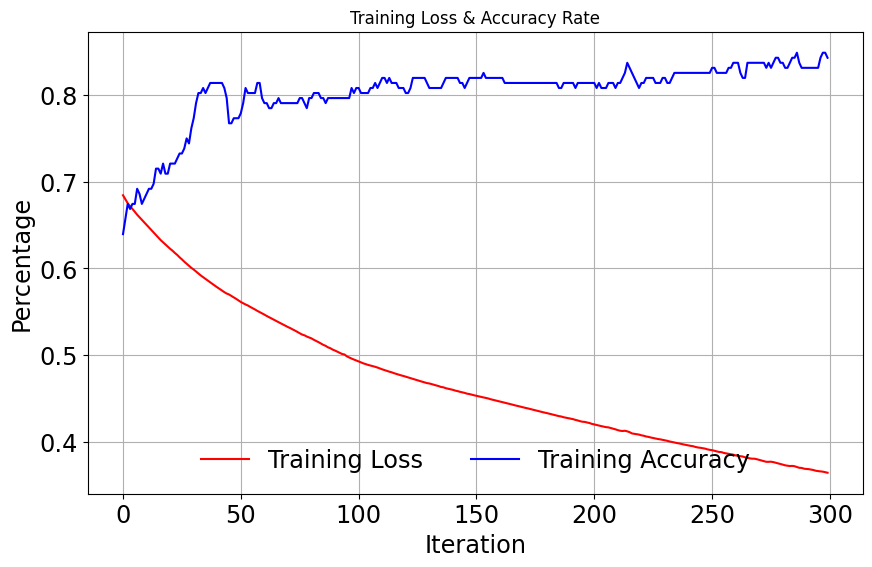 Training Loss & Accuracy Rate
0.8
0.7
0.6
0.5
0.4
Percentage
Training Loss
Training Accuracy
0 50 100 150 200 250 300
Iteration